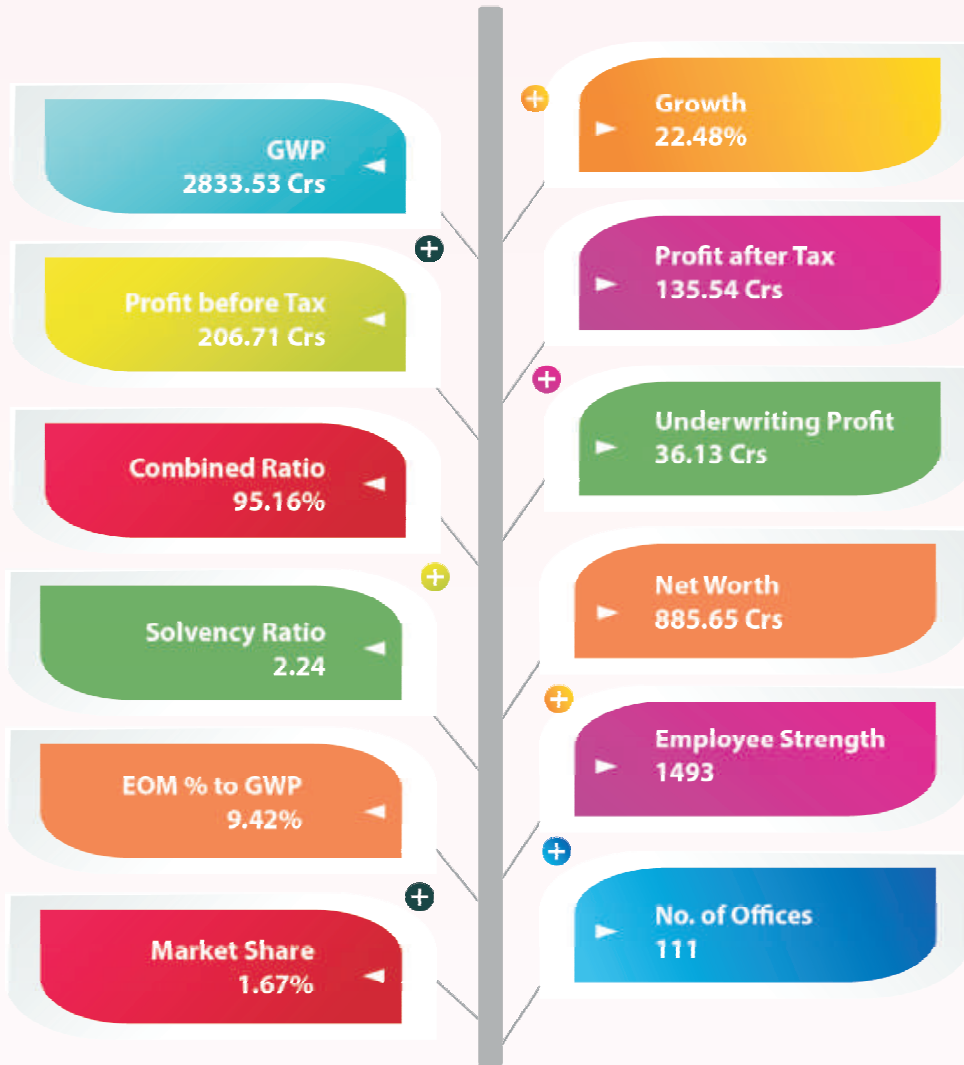 GWP
2833.53 Crs
Growth
22.48%
Profit before Tax
206.71 Crs
Profit after Tax
135.54 Crs
Combined Ratio
95.16%
Underwriting Profit
36.13 Crs
Solvency Ratio
2.24
Net Worth
885.65 Crs
EOM % to GWP
9.42%
Employee Strength
1493
Market Share
1.67%
No. of Offices
111